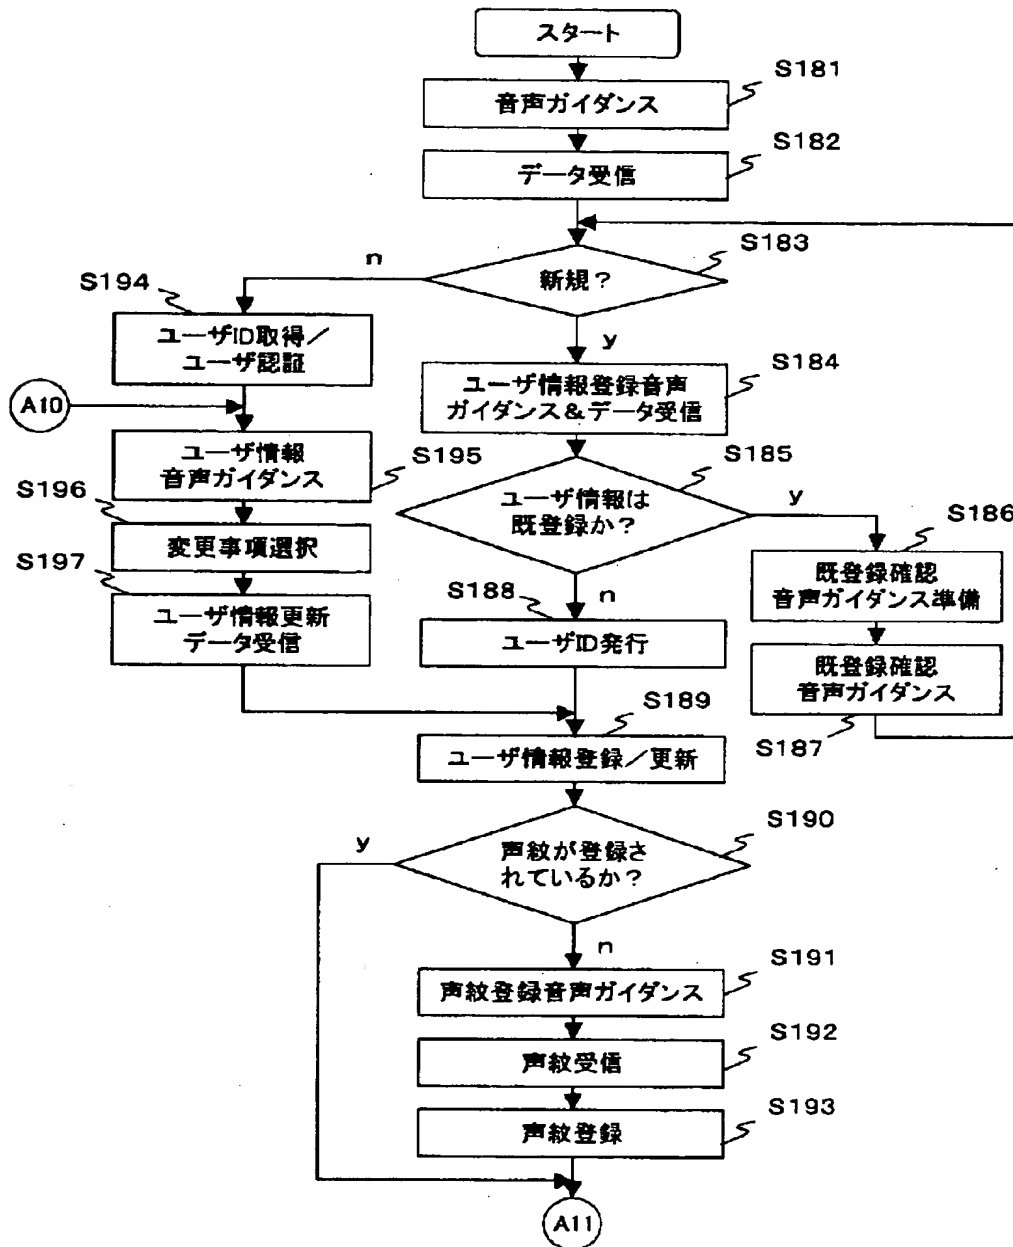 スタート
S181
音声ガイダンス
S182
データ受信
S183
n
新規？
S194
y
ユーザID取得／
ユーザ認証
S184
ユーザ情報登録音声
ガイダンス＆データ受信
A10
ユーザ情報
音声ガイダンス
S195
S185
ユーザ情報は
既登録か？
y
S196
変更事項選択
S186
既登録確認
音声ガイダンス準備
S197
ユーザ情報更新
データ受信
n
S188
ユーザID発行
既登録確認
音声ガイダンス
S187
S189
ユーザ情報登録／更新
S190
y
声紋が登録さ
れているか？
n
S191
声紋登録音声ガイダンス
S192
声紋受信
S193
声紋登録
A11